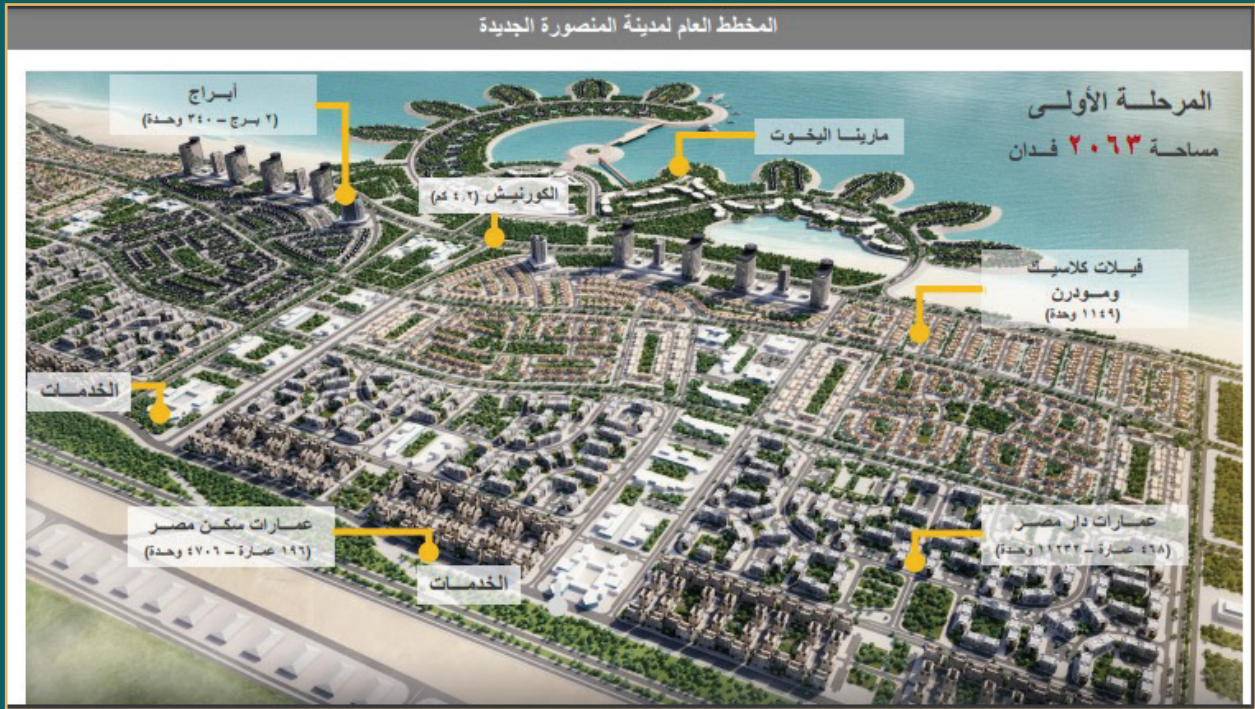 المخطط العام لمدينة المنصورة الجديدة
المرحلة الأولى
مساحة ٢٠٦٣ فدان
أبراج
(٢ برج – ٣٤٠ وحدة)
مارينا اليخوت
الكورنيش (٤,٢ كم)
فيلات كلاسيك
ومودرن
(١١٤٩ وحدة)
الخدمات
عمارات سكن مصر
(١٩٦ عمارة – ٤٧٠٦ وحدة)
عمارات دار مصر
(٤٦٨ عمارة – ١١٢٣٢ وحدة)
الخدمات